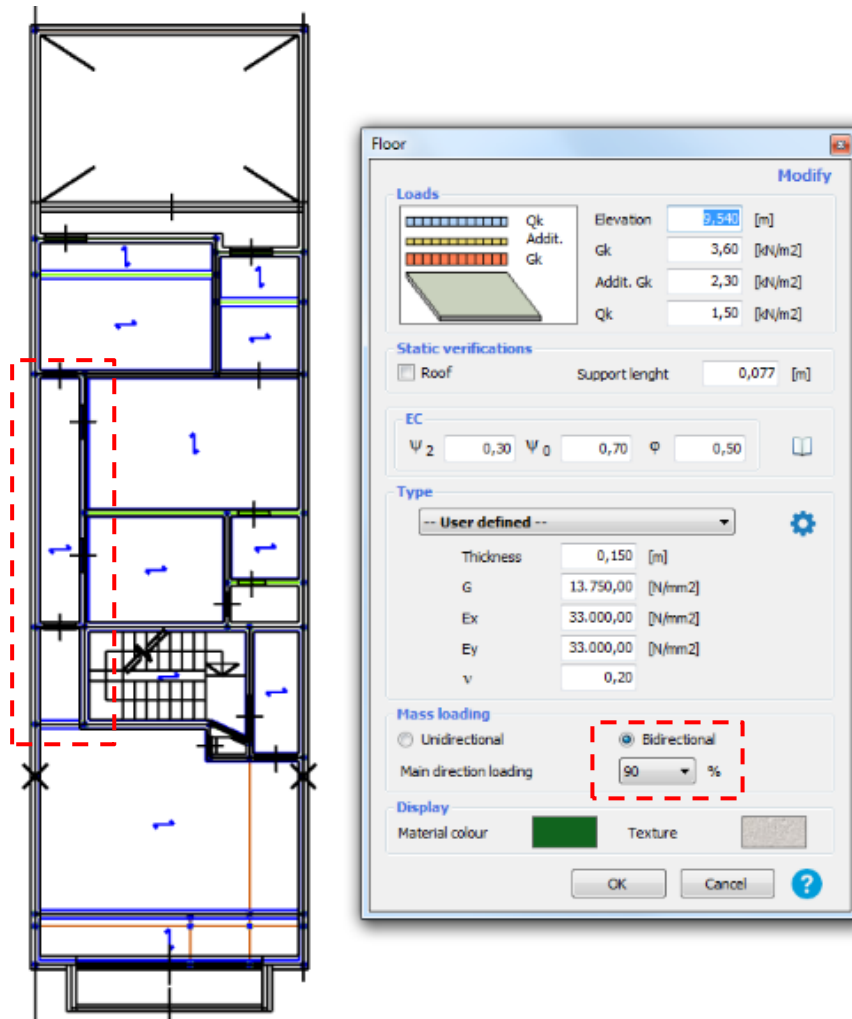 Floor
Modify
Loads
Qk
Addit.
Gk
Elevation 9,540 [m]
Gk 3,60 [kN/m2]
Addit. Gk 2,30 [kN/m2]
Qk 1,50 [kN/m2]
Static verifications
Roof Support lenght 0,077 [m]
EC
Ψ2 0,30 Ψ0 0,70 φ 0,50
Type
-- User defined --
Thickness 0,150 [m]
G 13.750,00 [N/mm2]
Ex 33.000,00 [N/mm2]
Ey 33.000,00 [N/mm2]
ν 0,20
Mass loading
Unidirectional Bidirectional
Main direction loading 90 %
Display
Material colour Texture
OK Cancel ?